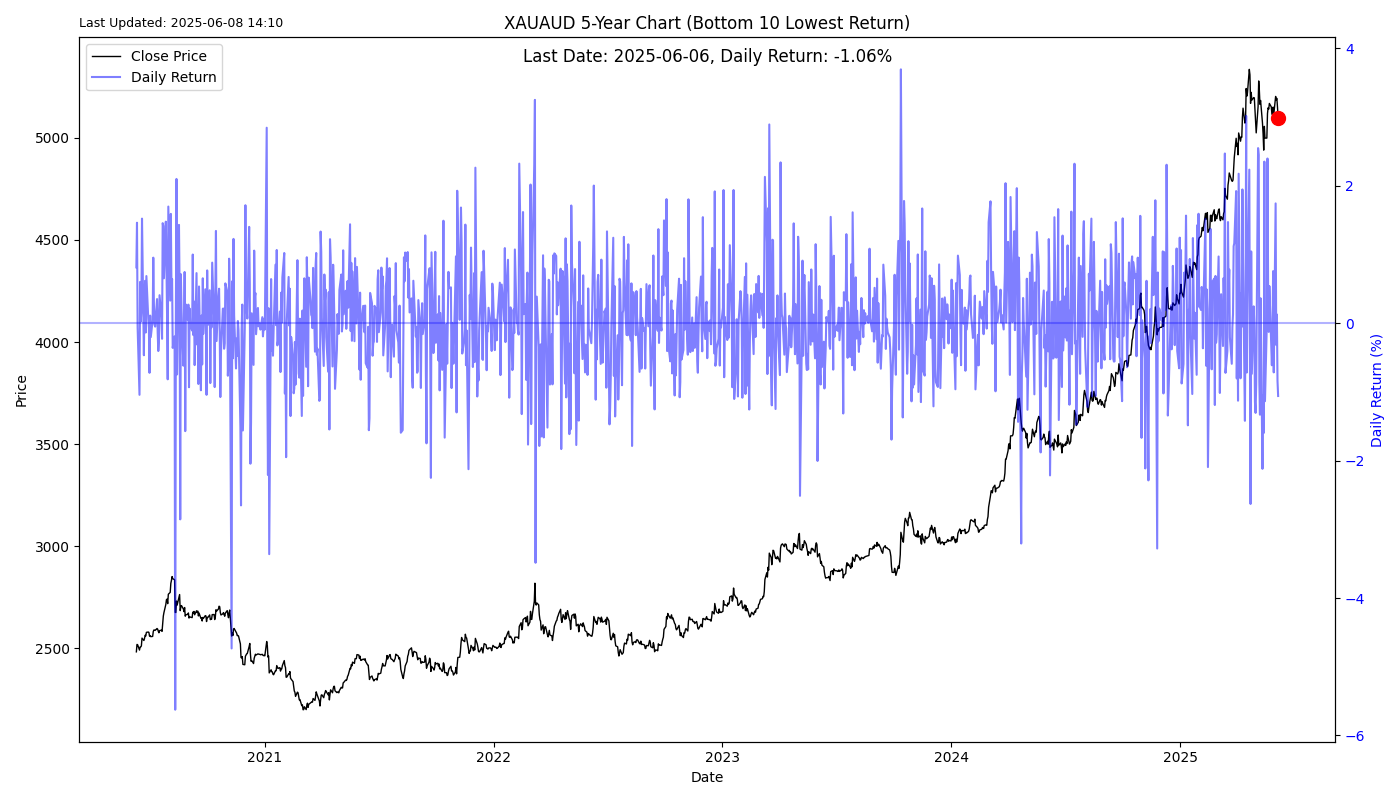 Last Updated: 2025-06-08 14:10
XAUAUD 5-Year Chart (Bottom 10 Lowest Return)
Last Date: 2025-06-06, Daily Return: -1.06%
Close Price
Daily Return
5000
4500
4000
3500
3000
2500
Price
4
2
0
−2
−4
−6
Daily Return (%)
2021
2022
2023
2024
2025
Date